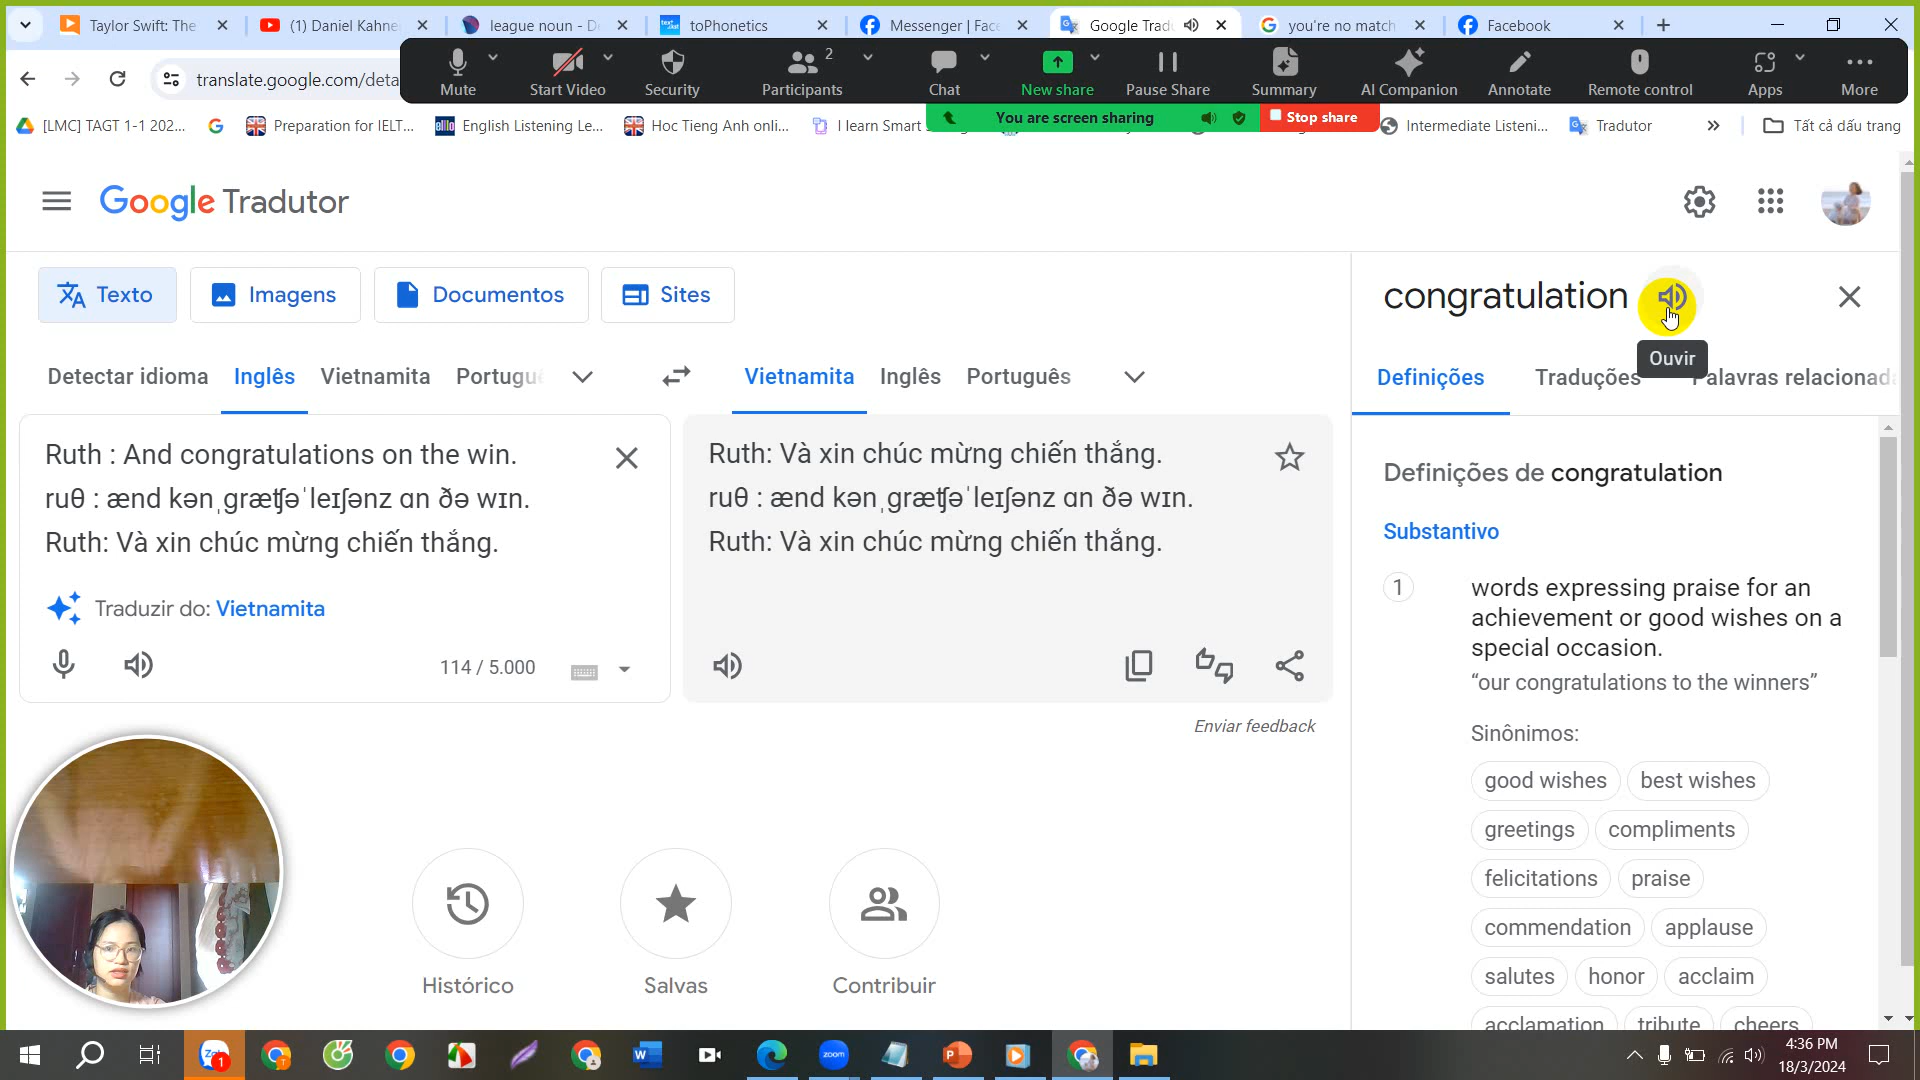 Taylor Swift: The
(1) Daniel Kahne
league noun - D
toPhonetics
Messenger | Fac
Google Trad
you're no match
Facebook
translate.google.com/deta
Mute
Start Video
Security
Participants
2
Chat
New share
Pause Share
Summary
AI Companion
Annotate
Remote control
Apps
More
You are screen sharing
Stop share
[LMC] TAGT 1-1 202...
Preparation for IELT...
English Listening Le...
Hoc Tieng Anh onli...
I learn Smart
Intermediate Listeni...
Tradutor
Tất cả dấu trang
Google Tradutor
Texto
Imagens
Documentos
Sites
Detectar idioma
Inglês
Vietnamita
Portugu
Vietnamita
Inglês
Português
Ruth : And congratulations on the win.
ruθ : ænd kənˌgræʧəˈleɪʃənz ɑn ðə wɪn.
Ruth: Và xin chúc mừng chiến thắng.
Traduzir do: Vietnamita
114 / 5.000
Ruth: Và xin chúc mừng chiến thắng.
ruθ : ænd kənˌgræʧəˈleɪʃənz ɑn ðə wɪn.
Ruth: Và xin chúc mừng chiến thắng.
Enviar feedback
Histórico
Salvas
Contribuir
congratulation
Ouvir
Definições
Traduções
Palavras relacionad
Definições de congratulation
Substantivo
1
words expressing praise for an
achievement or good wishes on a
special occasion.
“our congratulations to the winners”
Sinônimos:
good wishes
best wishes
greetings
compliments
felicitations
praise
commendation
applause
salutes
honor
acclaim
acclamation
tribute
cheers
zoom
4:36 PM
18/3/2024